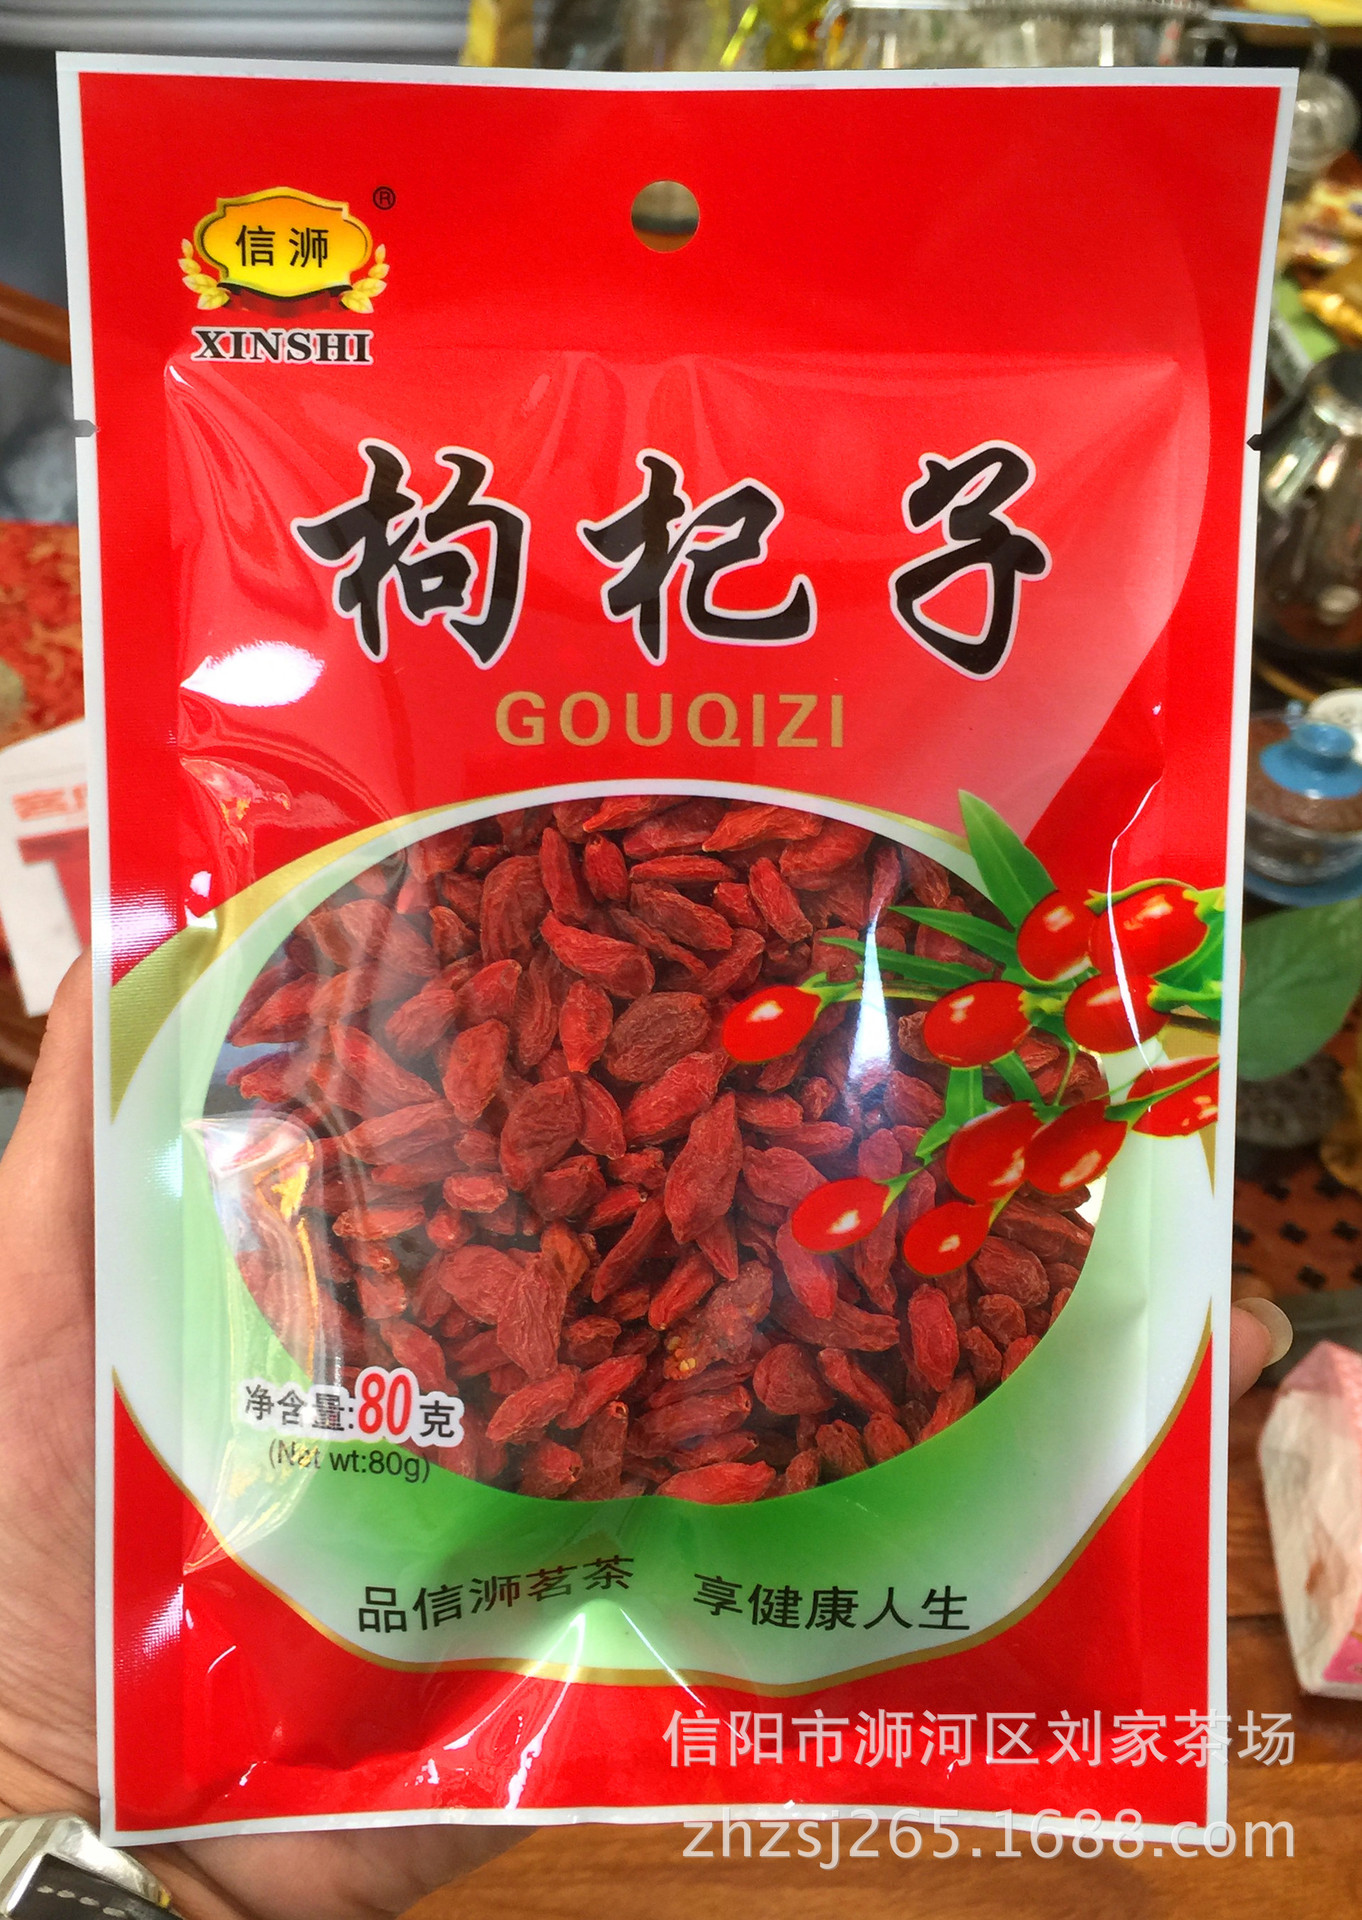 信浉
®
XINSHI
枸杞子
GOUQIZI
净含量:80克
(Net wt:80g)
品信浉茗茶 享健康人生
信阳市浉河区刘家茶场
zhzsj265.1688.com